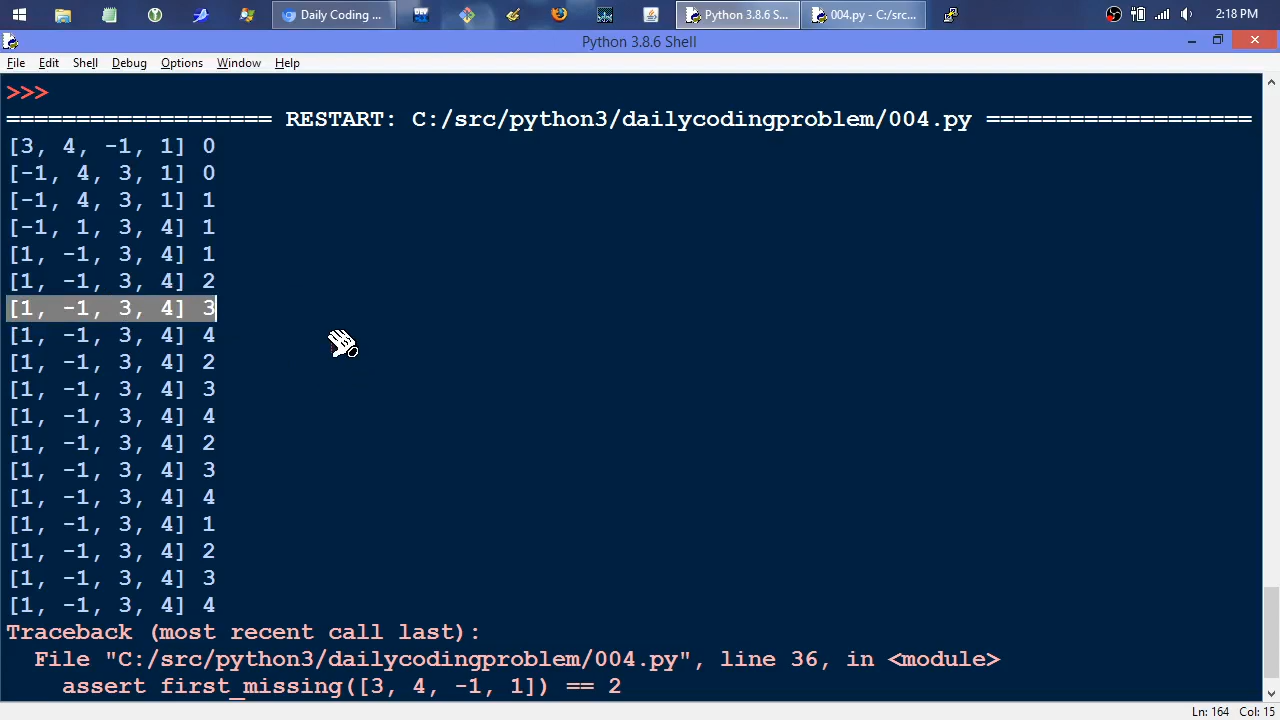 Daily Coding ...
Python 3.8.6 S...
004.py - C:/src...
2:18 PM
Python 3.8.6 Shell
File Edit Shell Debug Options Window Help
>>>
=================== RESTART: C:/src/python3/dailycodingproblem/004.py ===================
[3, 4, -1, 1] 0
[-1, 4, 3, 1] 0
[-1, 4, 3, 1] 1
[-1, 1, 3, 4] 1
[1, -1, 3, 4] 1
[1, -1, 3, 4] 2
[1, -1, 3, 4] 3
[1, -1, 3, 4] 4
[1, -1, 3, 4] 2
[1, -1, 3, 4] 3
[1, -1, 3, 4] 4
[1, -1, 3, 4] 2
[1, -1, 3, 4] 3
[1, -1, 3, 4] 4
[1, -1, 3, 4] 1
[1, -1, 3, 4] 2
[1, -1, 3, 4] 3
[1, -1, 3, 4] 4
Traceback (most recent call last):
  File "C:/src/python3/dailycodingproblem/004.py", line 36, in <module>
    assert first_missing([3, 4, -1, 1]) == 2
Ln: 164 Col: 15